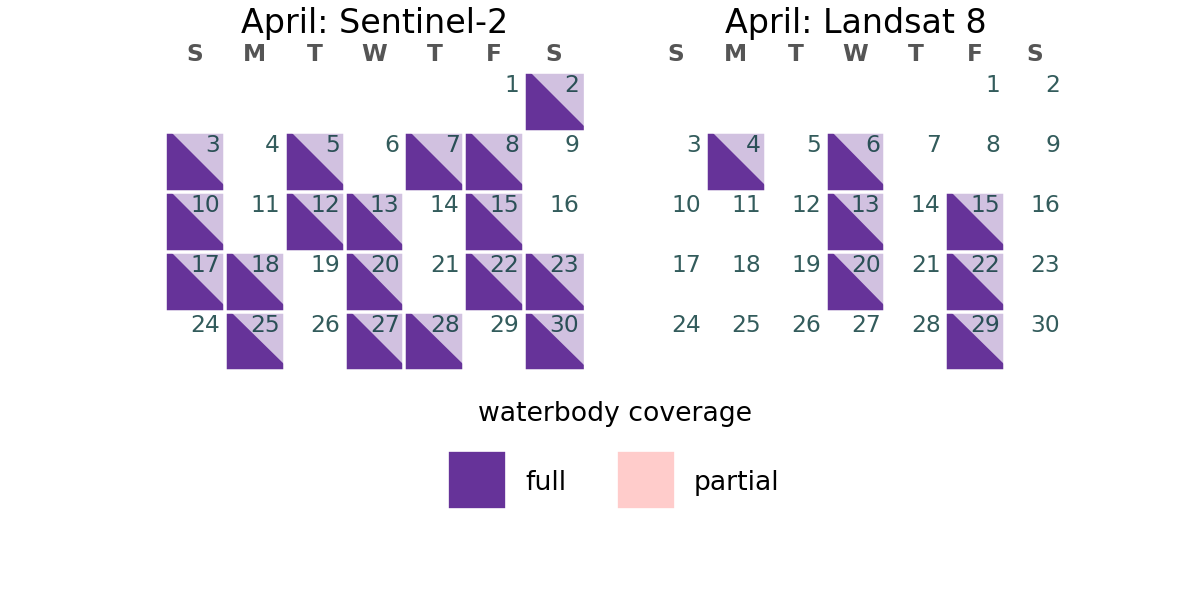 April: Sentinel-2
S M T W T F S
1 2
3 4 5 6 7 8 9
10 11 12 13 14 15 16
17 18 19 20 21 22 23
24 25 26 27 28 29 30
April: Landsat 8
S M T W T F S
1 2
3 4 5 6 7 8 9
10 11 12 13 14 15 16
17 18 19 20 21 22 23
24 25 26 27 28 29 30
waterbody coverage
full partial